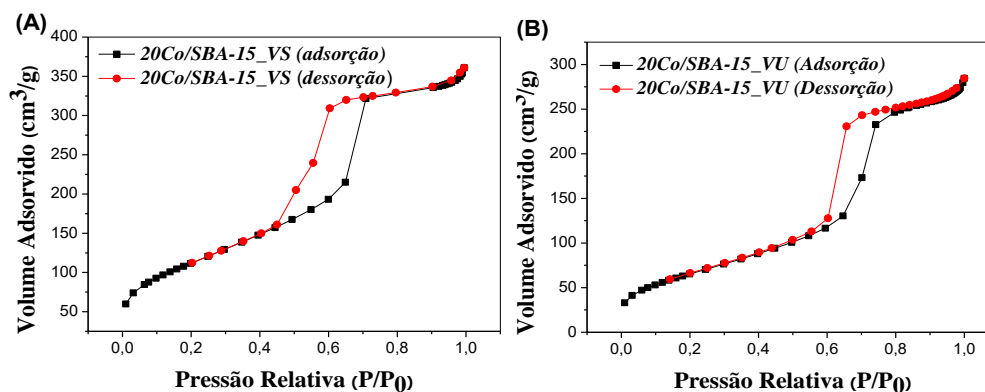 (A)
400
350
300
250
200
150
100
50
Volume Adsorvido (cm³/g)
20Co/SBA-15_VS (adsorção)
20Co/SBA-15_VS (dessorção)
0,0 0,2 0,4 0,6 0,8 1,0
Pressão Relativa (P/P0)
(B)
300
250
200
150
100
50
0
Volume Adsorvido (cm³/g)
20Co/SBA-15_VU (Adsorção)
20Co/SBA-15_VU (Dessorção)
0,0 0,2 0,4 0,6 0,8 1,0
Pressão Relativa (P/P0)